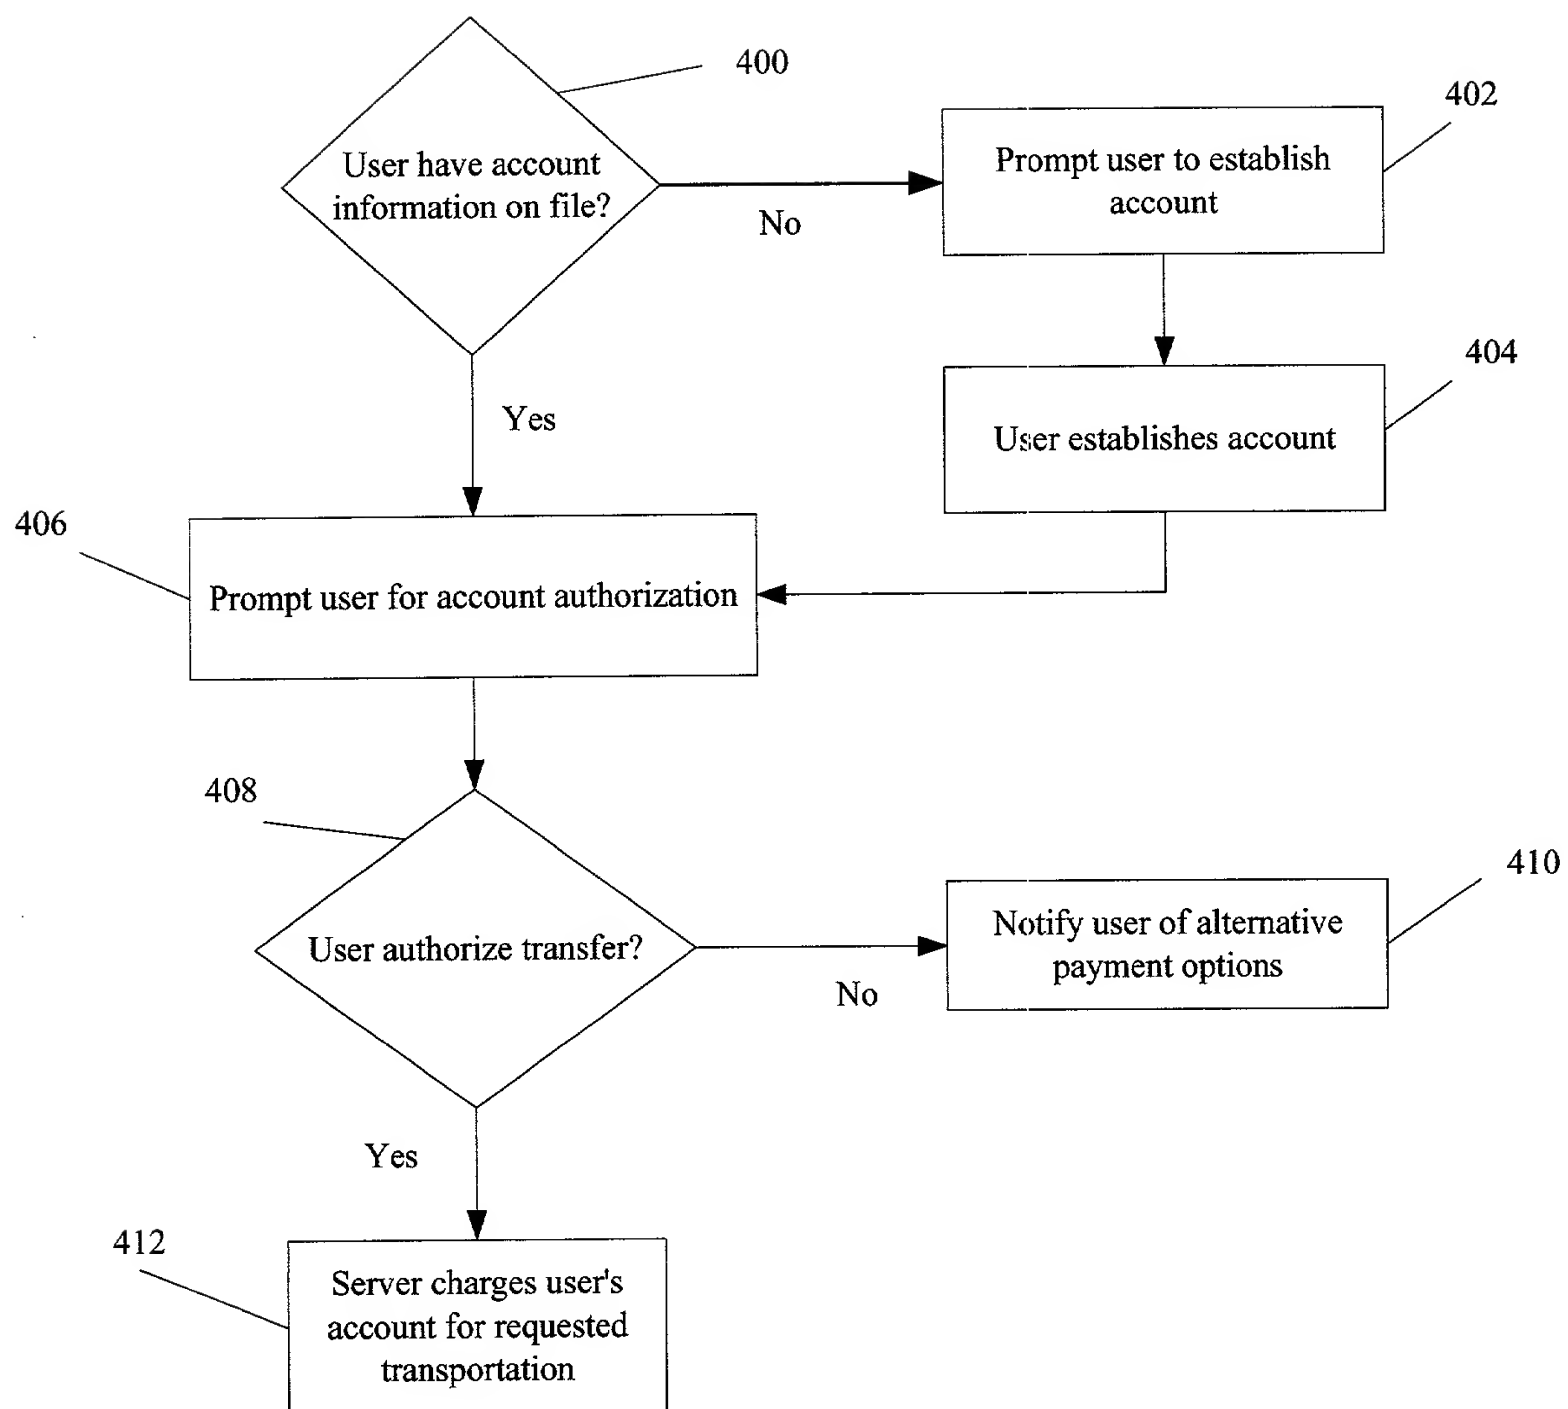 400
User have account
information on file?
No
402
Prompt user to establish
account
Yes
404
User establishes account
406
Prompt user for account authorization
408
User authorize transfer?
No
410
Notify user of alternative
payment options
Yes
412
Server charges user's
account for requested
transportation